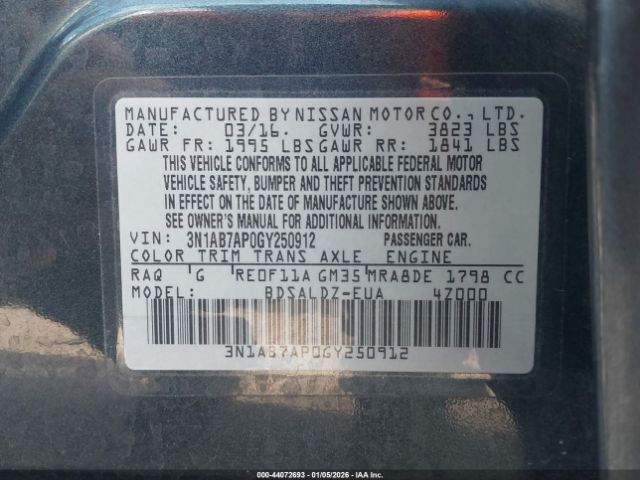 MANUFACTURED BY NISSAN MOTOR CO., LTD.
DATE: 03/16. GVWR: 3823 LBS
GAWR FR: 1995 LBS GAWR RR: 1841 LBS
THIS VEHICLE CONFORMS TO ALL APPLICABLE FEDERAL MOTOR
VEHICLE SAFETY, BUMPER AND THEFT PREVENTION STANDARDS
IN EFFECT ON THE DATE OF MANUFACTURE SHOWN ABOVE.
SEE OWNER'S MANUAL FOR ADDITIONAL INFORMATION.
VIN: 3N1AB7AP0GY250912 PASSENGER CAR.
COLOR TRIM TRANS AXLE ENGINE
RAQ G RE0F11A GM35 MRA8DE 1798 CC
MODEL: BDSALDZ-EUA 4Z000
3N1AB7AP0GY250912
000-44072693 - 01/05/2026 - IAA Inc.